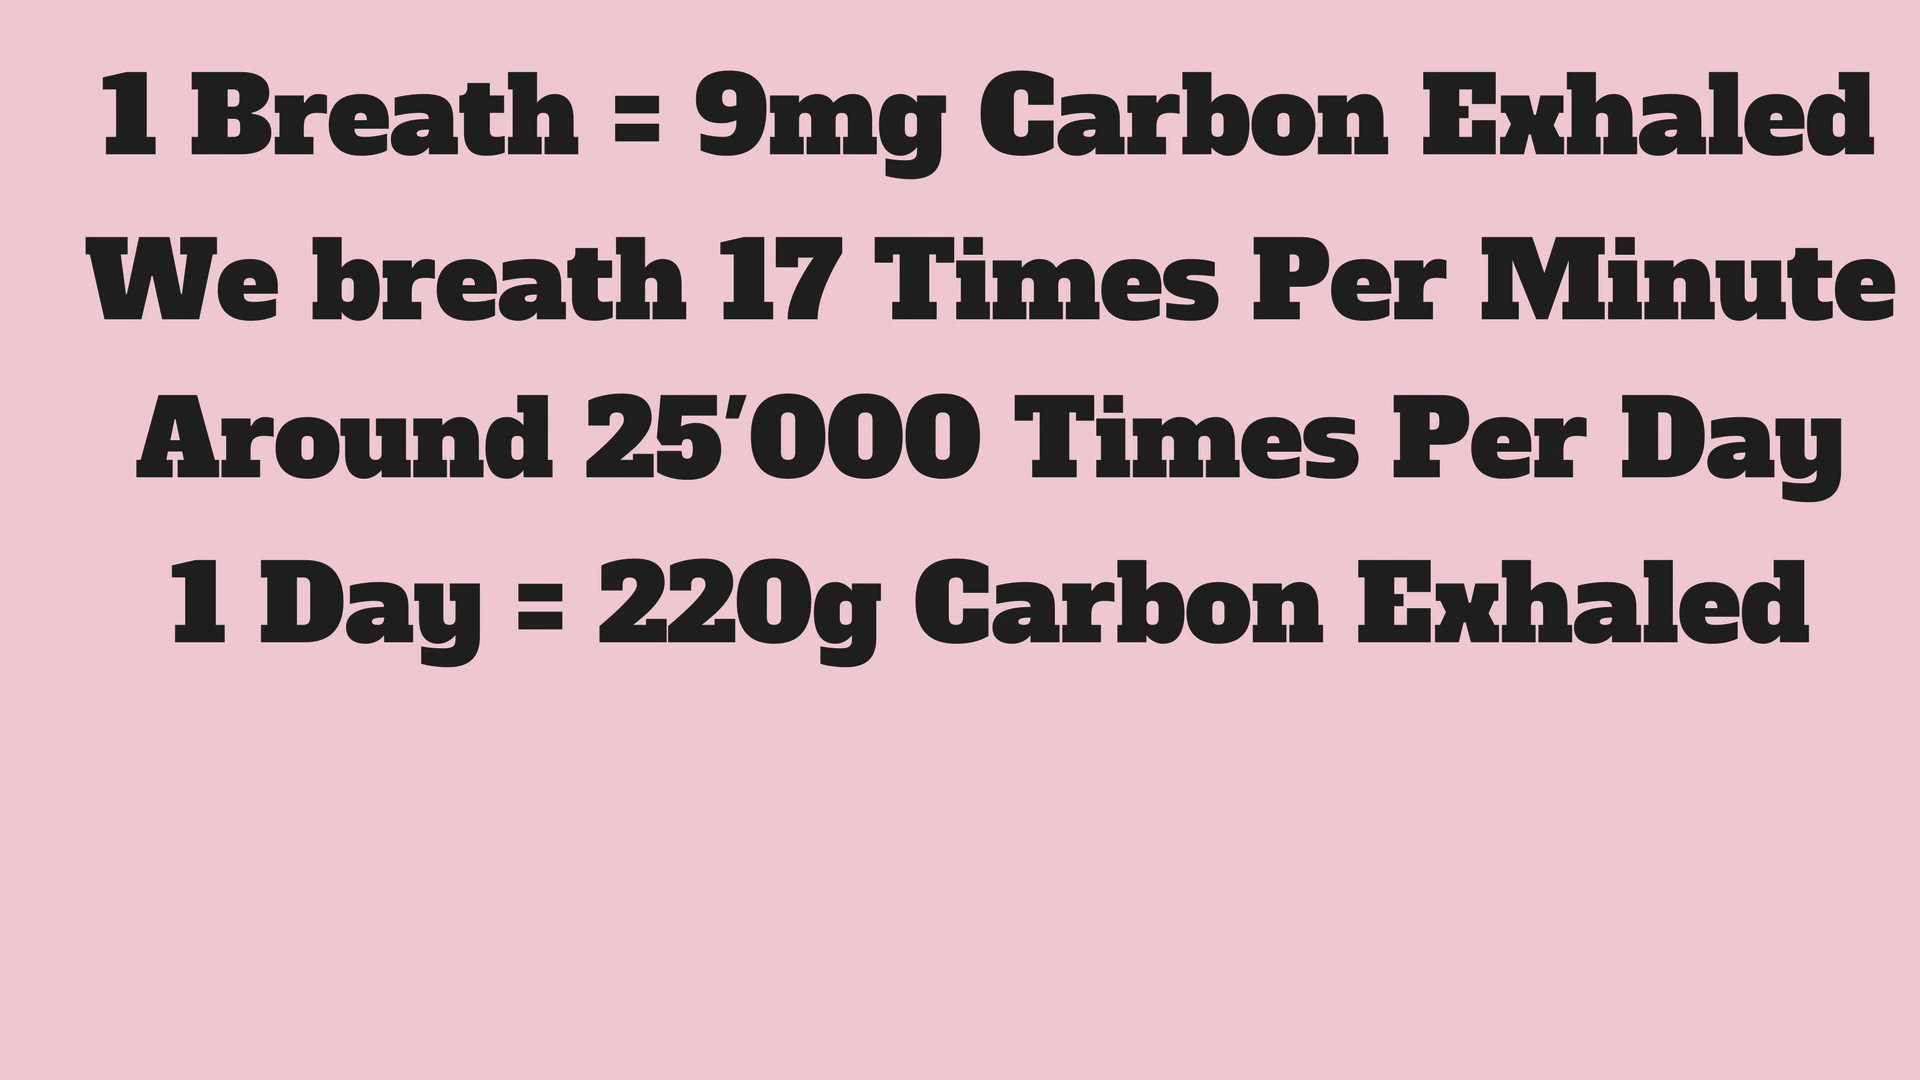 1 Breath = 9mg Carbon Exhaled
We breath 17 Times Per Minute
Around 25′000 Times Per Day
1 Day = 220g Carbon Exhaled